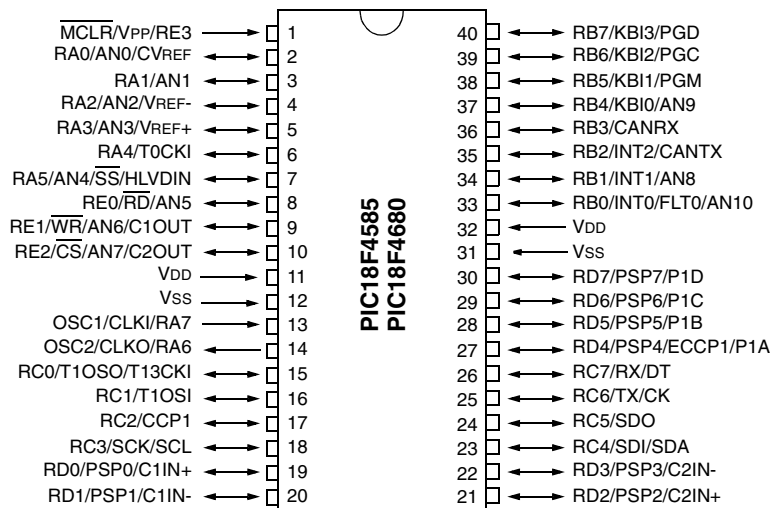 MCLR/VPP/RE3 1 40 RB7/KBI3/PGD
RA0/AN0/CVREF 2 39 RB6/KBI2/PGC
RA1/AN1 3 38 RB5/KBI1/PGM
RA2/AN2/VREF- 4 37 RB4/KBI0/AN9
RA3/AN3/VREF+ 5 36 RB3/CANRX
RA4/T0CKI 6 35 RB2/INT2/CANTX
RA5/AN4/SS/HLVDIN 7 34 RB1/INT1/AN8
RE0/RD/AN5 8 33 RB0/INT0/FLT0/AN10
RE1/WR/AN6/C1OUT 9 32 VDD
RE2/CS/AN7/C2OUT 10 31 VSS
VDD 11 30 RD7/PSP7/P1D
VSS 12 29 RD6/PSP6/P1C
OSC1/CLKI/RA7 13 28 RD5/PSP5/P1B
OSC2/CLKO/RA6 14 27 RD4/PSP4/ECCP1/P1A
RC0/T1OSO/T13CKI 15 26 RC7/RX/DT
RC1/T1OSI 16 25 RC6/TX/CK
RC2/CCP1 17 24 RC5/SDO
RC3/SCK/SCL 18 23 RC4/SDI/SDA
RD0/PSP0/C1IN+ 19 22 RD3/PSP3/C2IN-
RD1/PSP1/C1IN- 20 21 RD2/PSP2/C2IN+
PIC18F4585
PIC18F4680